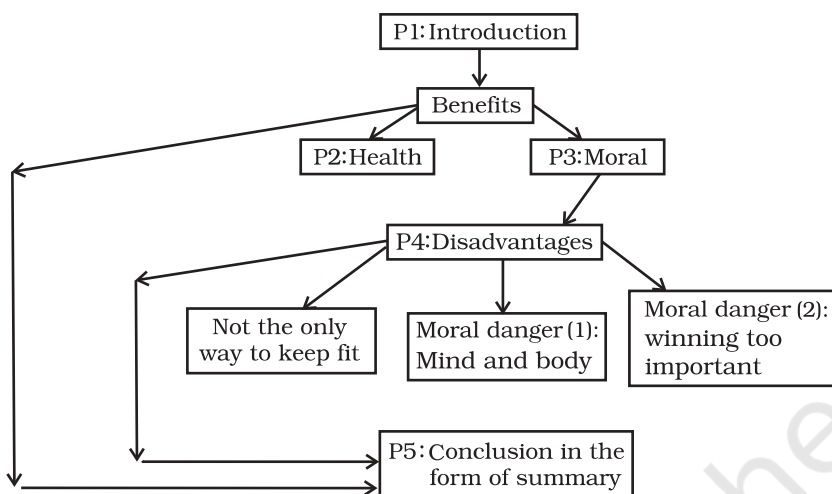 P1:Introduction
Benefits
P2:Health
P3:Moral
P4:Disadvantages
Not the only
way to keep fit
Moral danger (1):
Mind and body
Moral danger (2):
winning too
important
P5:Conclusion in the
form of summary
he